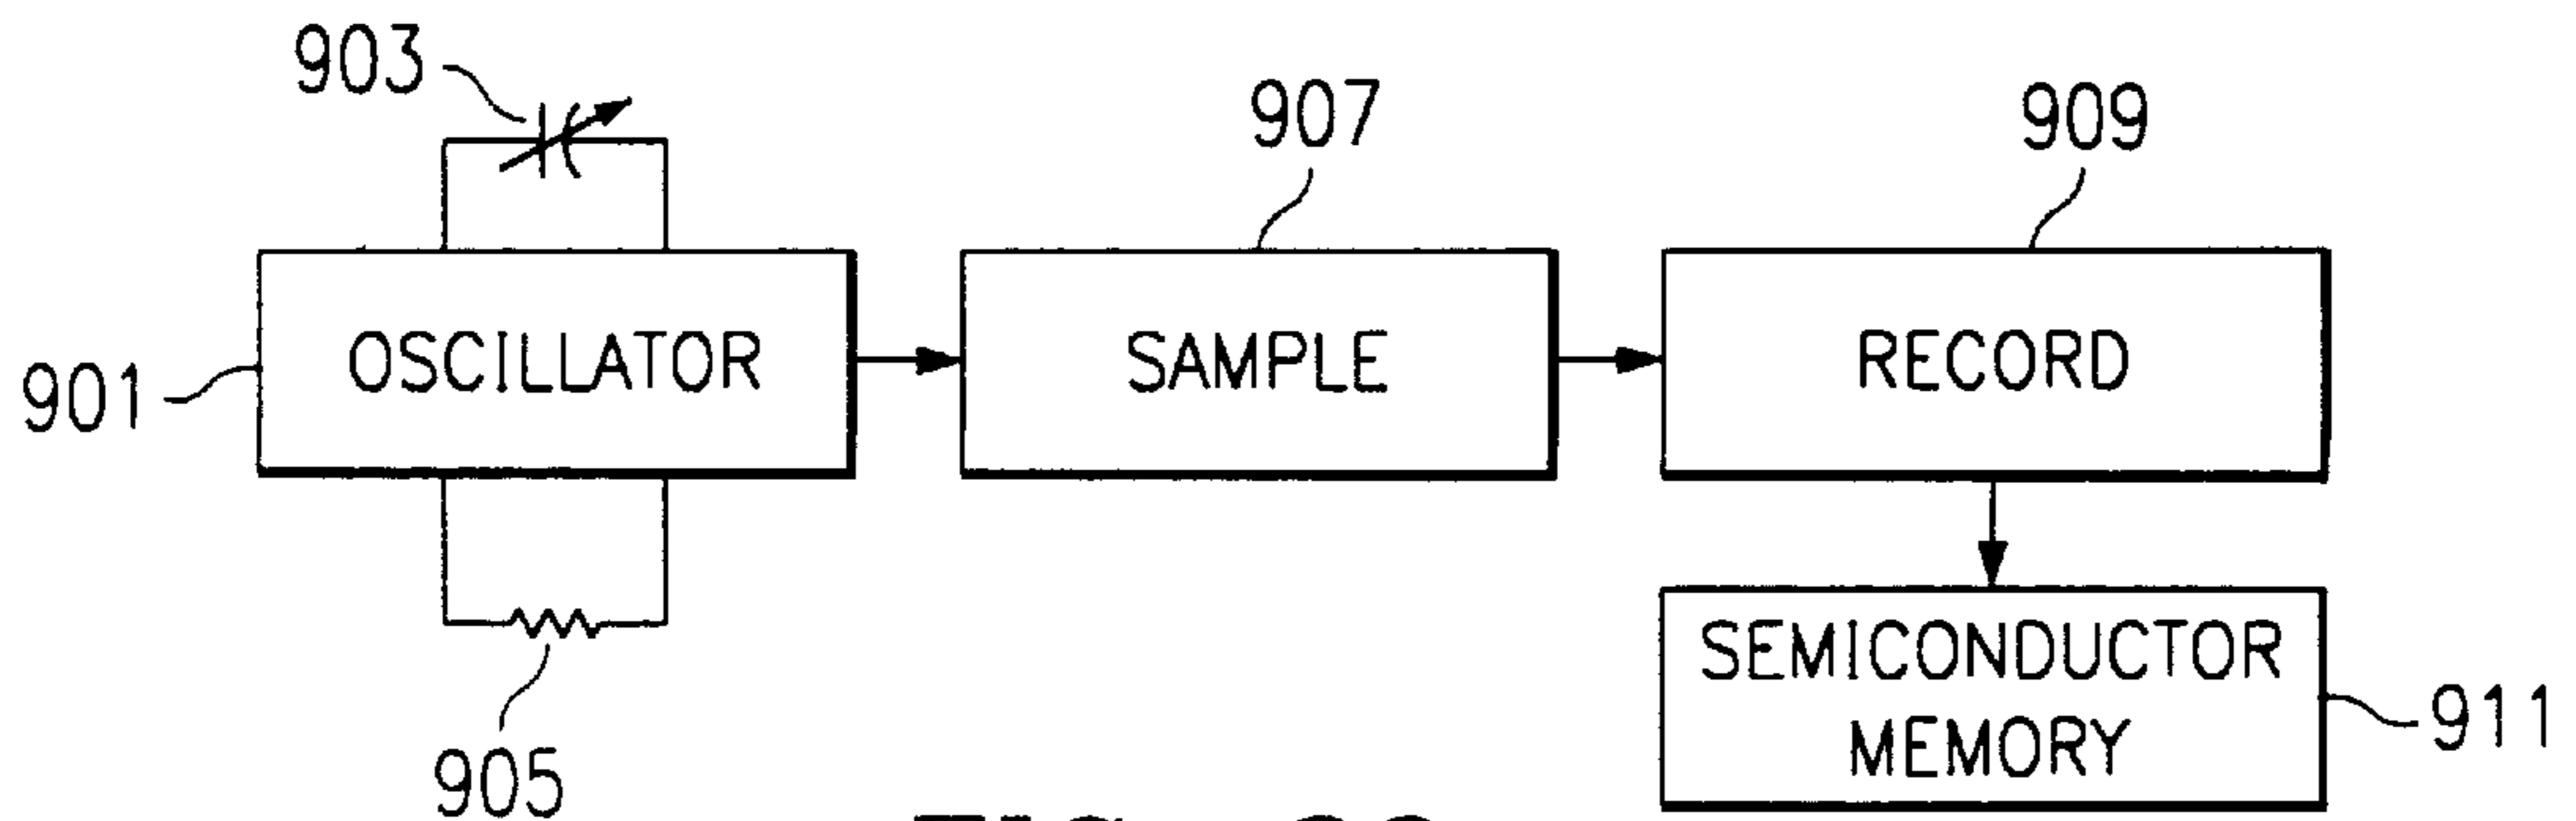 903
907
909
901
OSCILLATOR
SAMPLE
RECORD
905
SEMICONDUCTOR
MEMORY
911